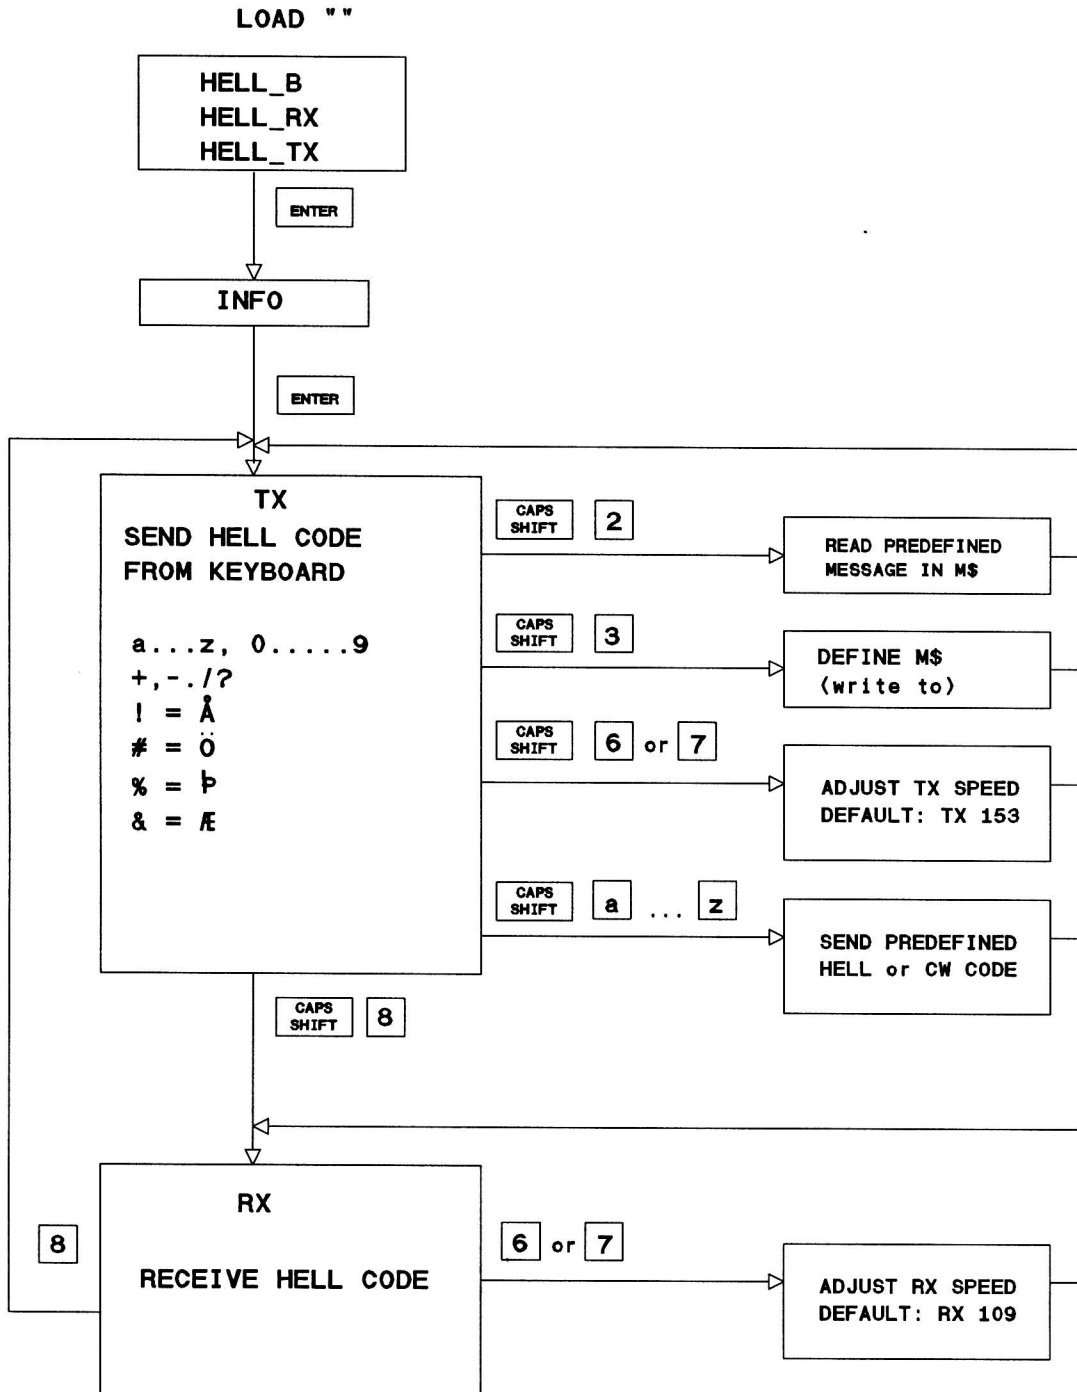 LOAD ""
HELL_B
HELL_RX
HELL_TX
ENTER
INFO
ENTER
TX
SEND HELL CODE
FROM KEYBOARD
a...z, 0.....9
+,-./?
! = Å
# = Ö
% = Þ
& = Æ
CAPS
SHIFT
2
READ PREDEFINED
MESSAGE IN M$
CAPS
SHIFT
3
DEFINE M$
(write to)
CAPS
SHIFT
6 or 7
ADJUST TX SPEED
DEFAULT: TX 153
CAPS
SHIFT
a ... z
SEND PREDEFINED
HELL or CW CODE
CAPS
SHIFT
8
RX
RECEIVE HELL CODE
8
6 or 7
ADJUST RX SPEED
DEFAULT: RX 109